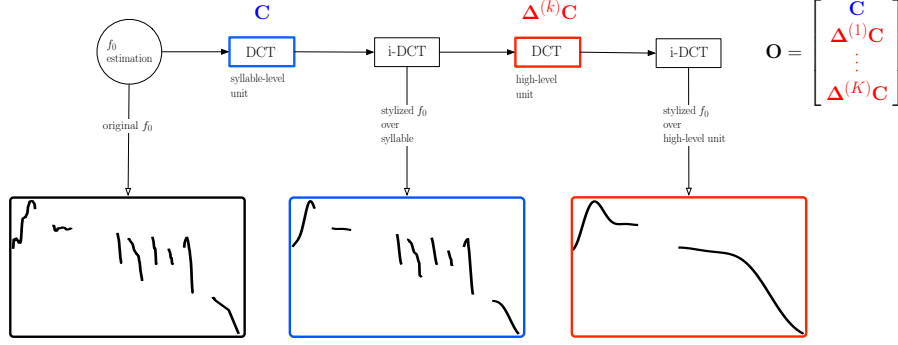 C
Δ(k)C
f0
estimation
DCT
i-DCT
DCT
i-DCT
syllable-level
unit
high-level
unit
original f0
stylized f0
over
syllable
stylized f0
over
high-level unit
O =
C
Δ(1)C
⋮
Δ(K)C